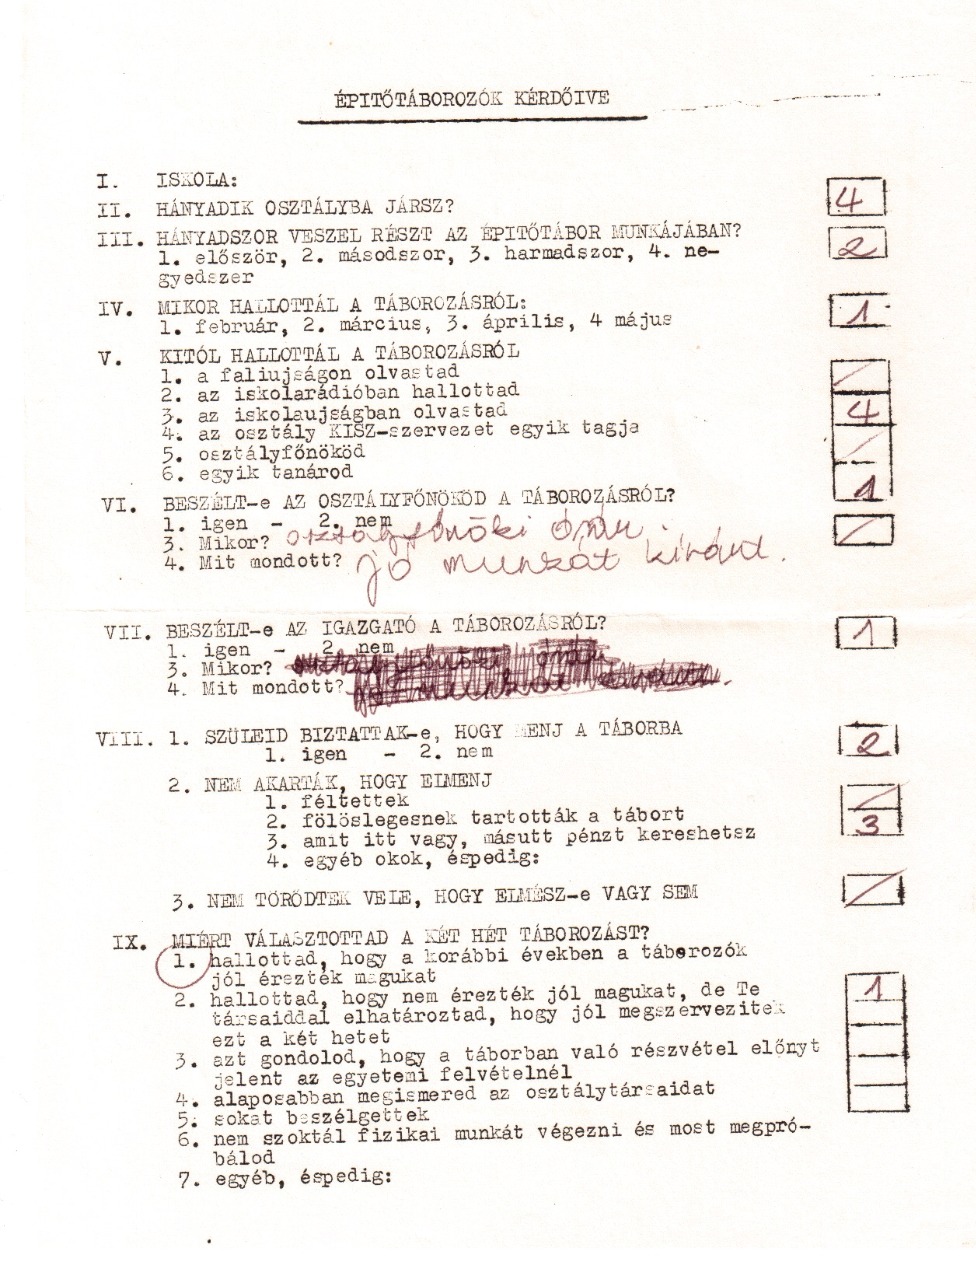 ÉPITŐTÁBOROZÓK KÉRDŐIVE
I. ISKOLA:
II. HÁNYADIK OSZTÁLYBA JÁRSZ? 4
III. HÁNYADSZOR VESZEL RÉSZT AZ ÉPITŐTÁBOR MUNKÁJÁBAN? 2
1. először, 2. másodszor, 3. harmadszor, 4. ne-
gyedszer
IV. MIKOR HALLOTTÁL A TÁBOROZÁSRÓL: 1
1. február, 2. március, 3. április, 4 május
V. KITÓL HALLOTTÁL A TÁBOROZÁSRÓL
1. a faliujságon olvastad /
2. az iskolarádióban hallottad
3. az iskolaujságban olvastad 4
4. az osztály KISZ-szervezet egyik tagja
5. osztályfőnököd /
6. egyik tanárod
VI. BESZÉLT-e AZ OSZTÁLYFŐNÖKÖD A TÁBOROZÁSRÓL? 1
1. igen - 2. nem /
3. Mikor? osztályfőnöki órán.
4. Mit mondott? jó munkát kivánt.
VII. BESZÉLT-e AZ IGAZGATÓ A TÁBOROZÁSRÓL? 1
1. igen - 2. nem
3. Mikor?
4. Mit mondott?
VIII. 1. SZÜLEID BIZTATTAK-e, HOGY MENJ A TÁBORBA 2
1. igen - 2. nem
2. NEM AKARTÁK, HOGY ELMENJ
1. féltettek /
2. fölöslegesnek tartották a tábort 3
3. amit itt vagy, másutt pénzt kereshetsz
4. egyéb okok, éspedig:
3. NEM TÖRŐDTEK VELE, HOGY ELMÉSZ-e VAGY SEM /
IX. MIÉRT VÁLASZTOTTAD A KÉT HÉT TÁBOROZÁST?
1. hallottad, hogy a korábbi években a táborozók
jól érezték magukat
2. hallottad, hogy nem érezték jól magukat, de Te 1
társaiddal elhatároztad, hogy jól megszervezitek
ezt a két hetet
3. azt gondolod, hogy a táborban való részvétel előnyt
jelent az egyetemi felvételnél
4. alaposabban megismered az osztálytársaidat
5. sokat beszélgettek
6. nem szoktál fizikai munkát végezni és most megpró-
bálod
7. egyéb, éspedig: